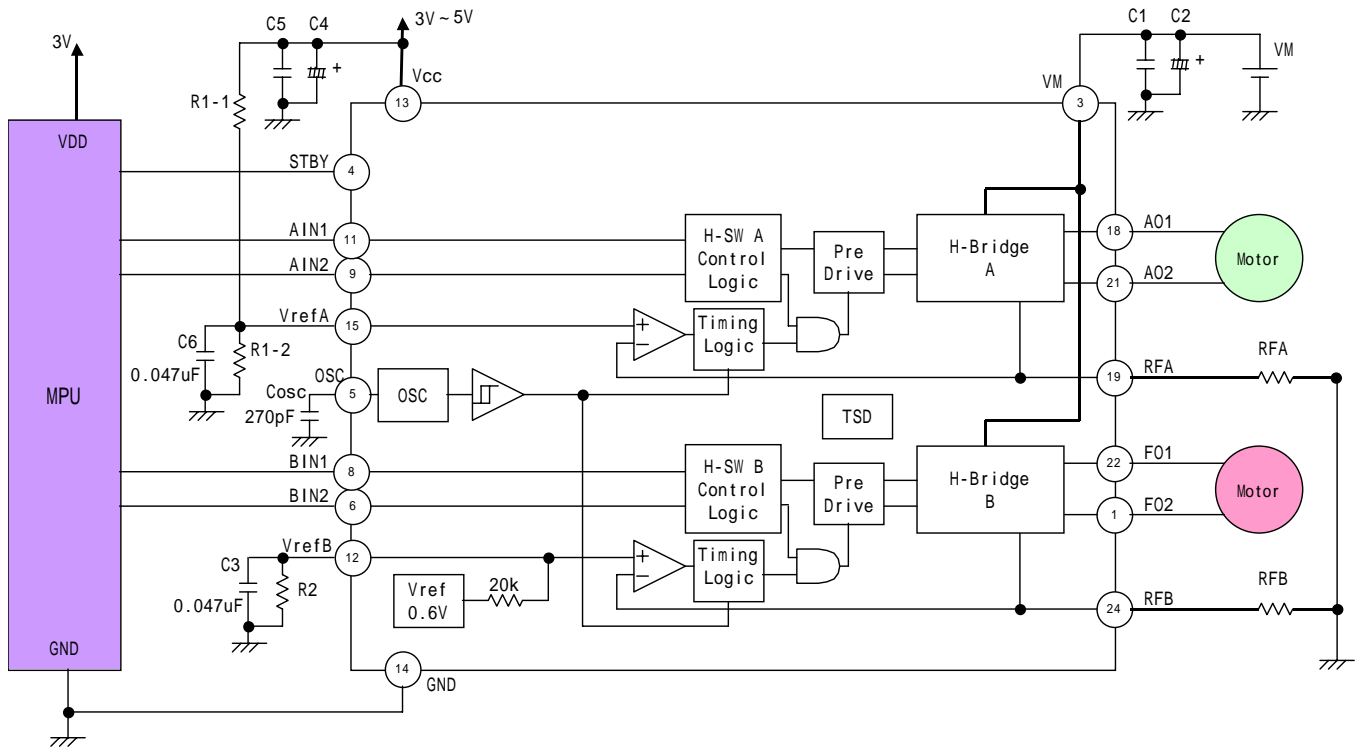 C5 C4
3V~5V
C1 C2
3V
+
+
VM
Vcc
VM
R1-1
13
3
VDD
STBY
4
AIN1
11
H-SW A
Control
Logic
Pre
Drive
H-Bridge
A
18
AO1
Motor
AIN2
9
21
AO2
VrefA
15
+
-
Timing
Logic
C6
0.047uF
R1-2
RFA
19
RFA
MPU
OSC
Cosc
270pF
5
OSC
TSD
BIN1
8
H-SW B
Control
Logic
Pre
Drive
H-Bridge
B
22
FO1
Motor
BIN2
6
1
FO2
VrefB
12
+
-
Timing
Logic
C3
0.047uF
R2
Vref
0.6V
20k
RFB
24
RFB
GND
14
GND